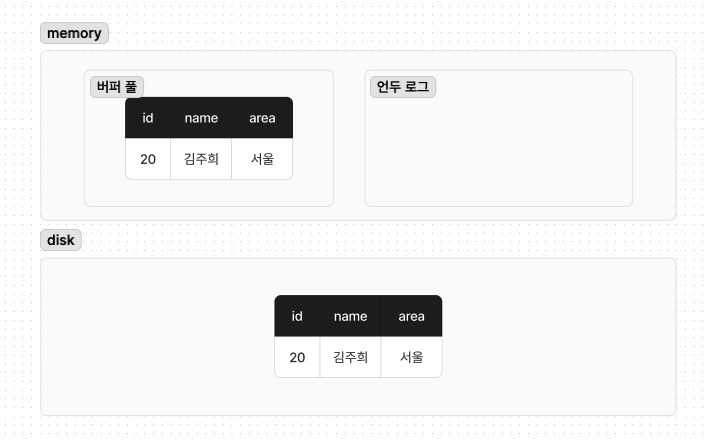 memory
버퍼 풀
id name area
20 김주희 서울
언두 로그
disk
id name area
20 김주희 서울